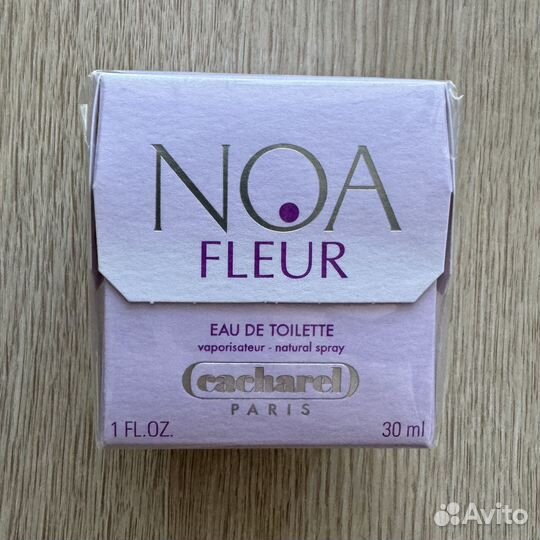 NOA
FLEUR
EAU DE TOILETTE
vaporisateur - natural spray
cacharel
PARIS
1 FL.OZ. 30 ml
Avito